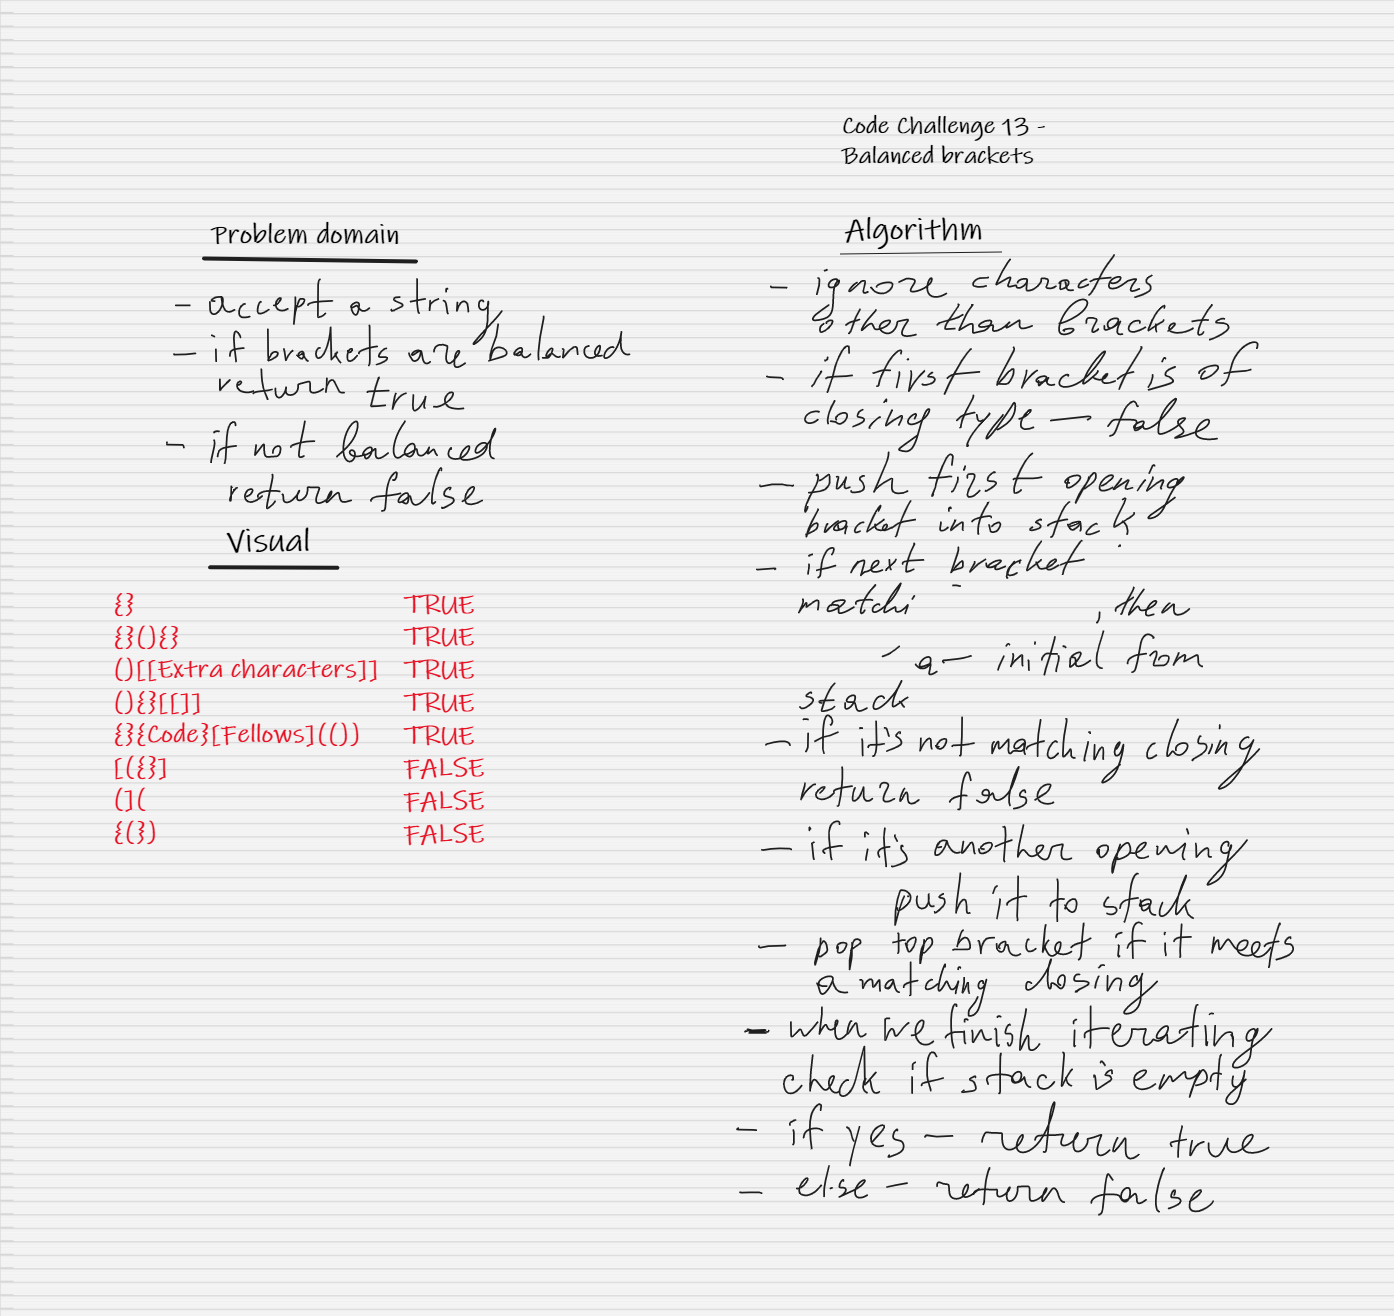 Code Challenge 13 -
Balanced brackets
Problem domain
- accept a string
- if brackets are balanced
return true
- if not balanced
return false
Visual
{} TRUE
{}(){} TRUE
()[[Extra characters]] TRUE
(){}[[]] TRUE
{}{Code}[Fellows](()) TRUE
[({}] FALSE
(]( FALSE
{(}) FALSE
Algorithm
- ignore characters
other than brackets
- if first bracket is of
closing type - false
- push first opening
bracket into stack
- if next bracket
matchi , then
initial from
stack
- if it's not matching closing
return false
- if it's another opening
push it to stack
- pop top bracket if it meets
a matching closing
- when we finish iterating
check if stack is empty
- if yes - return true
- else - return false